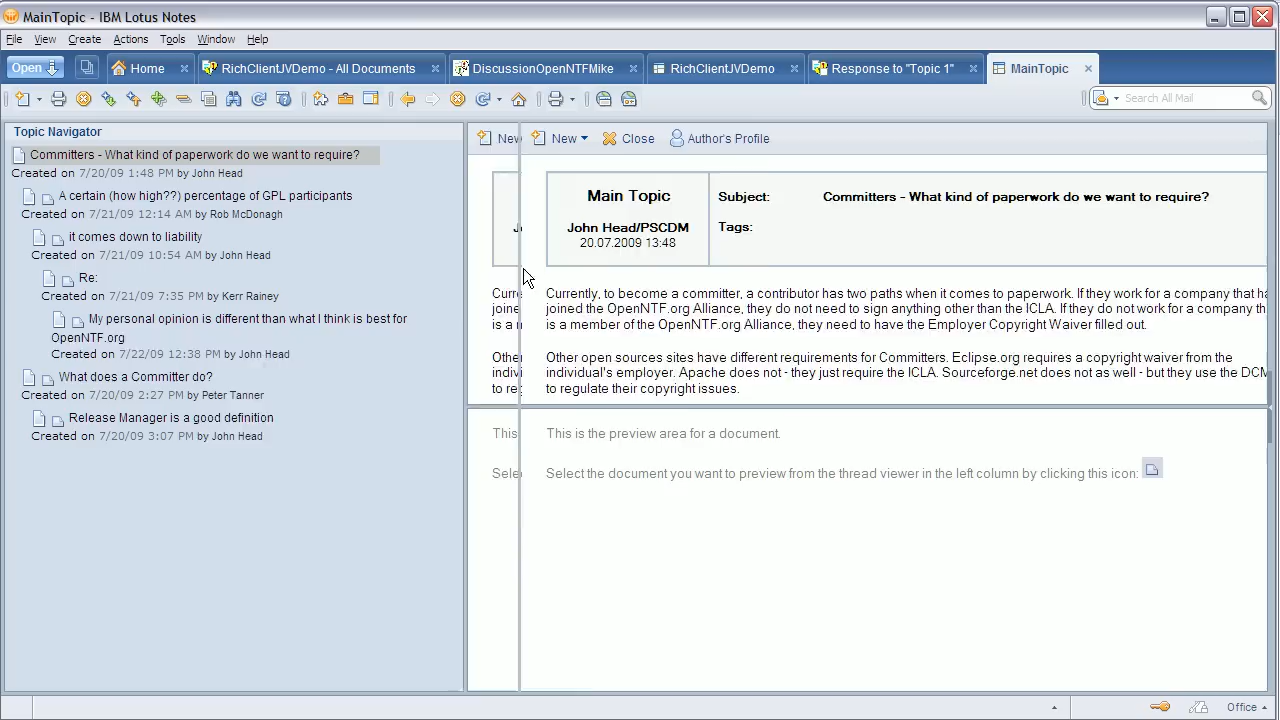 MainTopic - IBM Lotus Notes
File View Create Actions Tools Window Help
Open Home RichClientJVDemo - All Documents DiscussionOpenNTFMike RichClientJVDemo Response to "Topic 1" MainTopic
Search All Mail
Topic Navigator
Committers - What kind of paperwork do we want to require?
Created on 7/20/09 1:48 PM by John Head
A certain (how high??) percentage of GPL participants
Created on 7/21/09 12:14 AM by Rob McDonagh
it comes down to liability
Created on 7/21/09 10:54 AM by John Head
Re:
Created on 7/21/09 7:35 PM by Kerr Rainey
My personal opinion is different than what I think is best for
OpenNTF.org
Created on 7/22/09 12:38 PM by John Head
What does a Committer do?
Created on 7/20/09 2:27 PM by Peter Tanner
Release Manager is a good definition
Created on 7/20/09 3:07 PM by John Head
New
Curre
joine
is a n
Other
indivi
to re
This
Sele
New Close Author's Profile
Main Topic
John Head/PSCDM
20.07.2009 13:48
Subject: Committers - What kind of paperwork do we want to require?
Tags:
Currently, to become a committer, a contributor has two paths when it comes to paperwork. If they work for a company that ha
joined the OpenNTF.org Alliance, they do not need to sign anything other than the ICLA. If they do not work for a company th
is a member of the OpenNTF.org Alliance, they need to have the Employer Copyright Waiver filled out.
Other open sources sites have different requirements for Committers. Eclipse.org requires a copyright waiver from the
individual's employer. Apache does not - they just require the ICLA. Sourceforge.net does not as well - but they use the DCM
to regulate their copyright issues.
This is the preview area for a document.
Select the document you want to preview from the thread viewer in the left column by clicking this icon:
Office